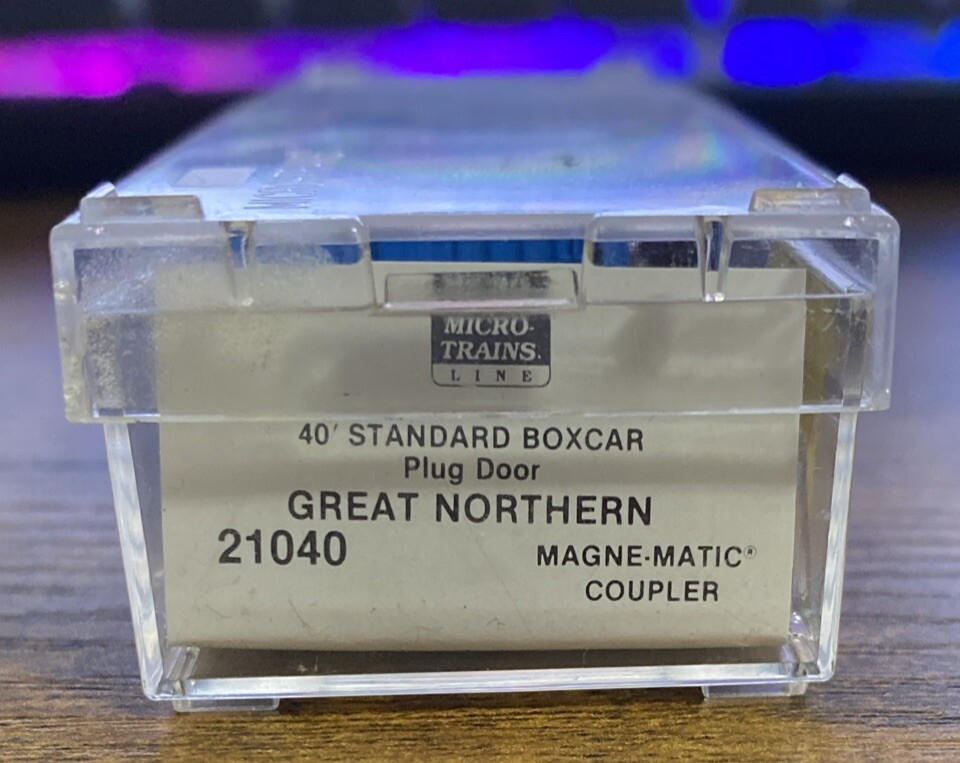 MICRO-
TRAINS®
LINE
40' STANDARD BOXCAR
Plug Door
GREAT NORTHERN
21040
MAGNE-MATIC®
COUPLER